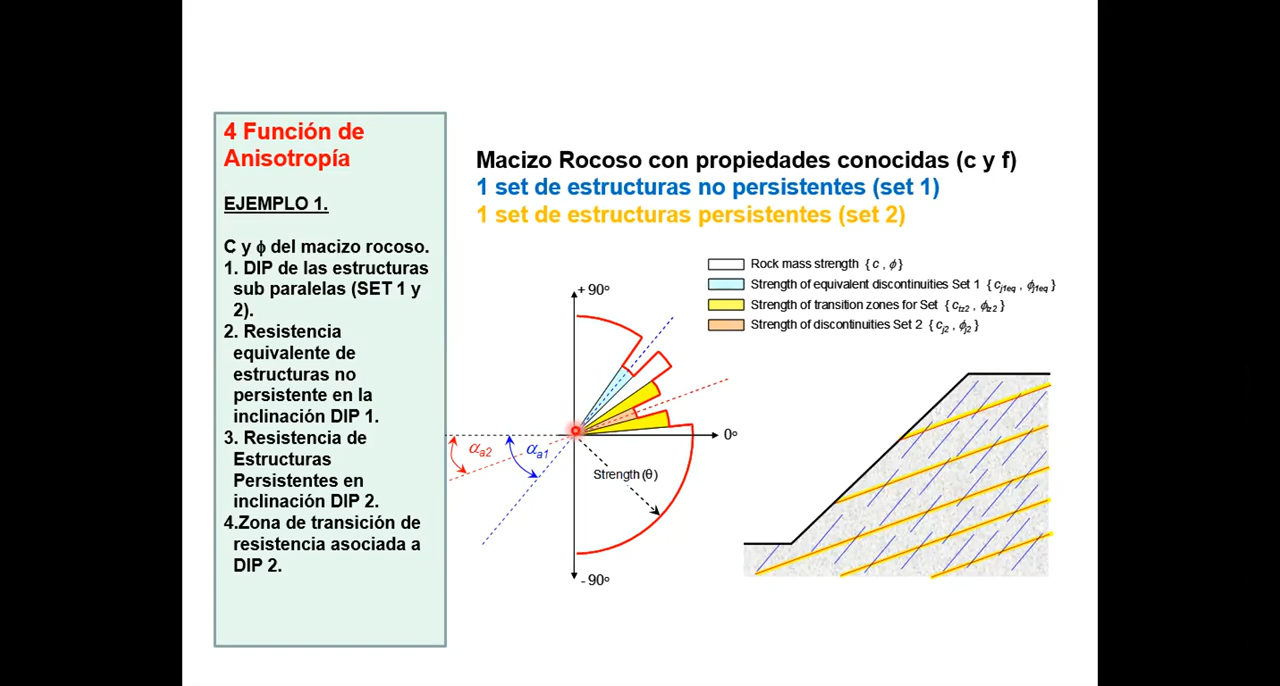 4 Función de
Anisotropía
EJEMPLO 1.
C y ϕ del macizo rocoso.
1. DIP de las estructuras
sub paralelas (SET 1 y
2).
2. Resistencia
equivalente de
estructuras no
persistente en la
inclinación DIP 1.
3. Resistencia de
Estructuras
Persistentes en
inclinación DIP 2.
4.Zona de transición de
resistencia asociada a
DIP 2.
Macizo Rocoso con propiedades conocidas (c y f)
1 set de estructuras no persistentes (set 1)
1 set de estructuras persistentes (set 2)
Rock mass strength { c , ϕ}
Strength of equivalent discontinuities Set 1 { cj1eq , ϕj1eq }
Strength of transition zones for Set { ctz2 , ϕtz2 }
Strength of discontinuities Set 2 { cj2 , ϕj2 }
+ 90º
0º
αa2
αa1
Strength (θ)
- 90º